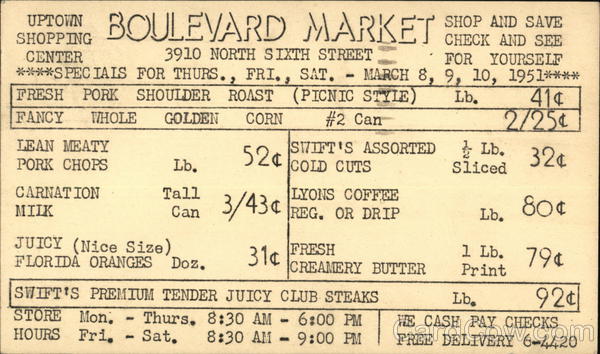 UPTOWN SHOPPING CENTER
BOULEVARD MARKET
3910 NORTH SIXTH STREET
SHOP AND SAVE
CHECK AND SEE
FOR YOURSELF
****SPECIALS FOR THURS., FRI., SAT. - MARCH 8, 9, 10, 1951****
FRESH PORK SHOULDER ROAST (PICNIC STYLE) Lb. 41¢
FANCY WHOLE GOLDEN CORN #2 Can 2/25¢
LEAN MEATY
PORK CHOPS Lb. 52¢
CARNATION Tall
MILK Can 3/43¢
JUICY (Nice Size)
FLORIDA ORANGES Doz. 31¢
SWIFT'S ASSORTED ½ Lb.
COLD CUTS Sliced 32¢
LYONS COFFEE
REG. OR DRIP Lb. 80¢
FRESH 1 Lb.
CREAMERY BUTTER Print 79¢
SWIFT'S PREMIUM TENDER JUICY CLUB STEAKS Lb. 92¢
STORE Mon. - Thurs. 8:30 AM - 6:00 PM
HOURS Fri. - Sat. 8:30 AM - 9:00 PM
WE CASH PAY CHECKS
FREE DELIVERY 6-4420
CardCow.com